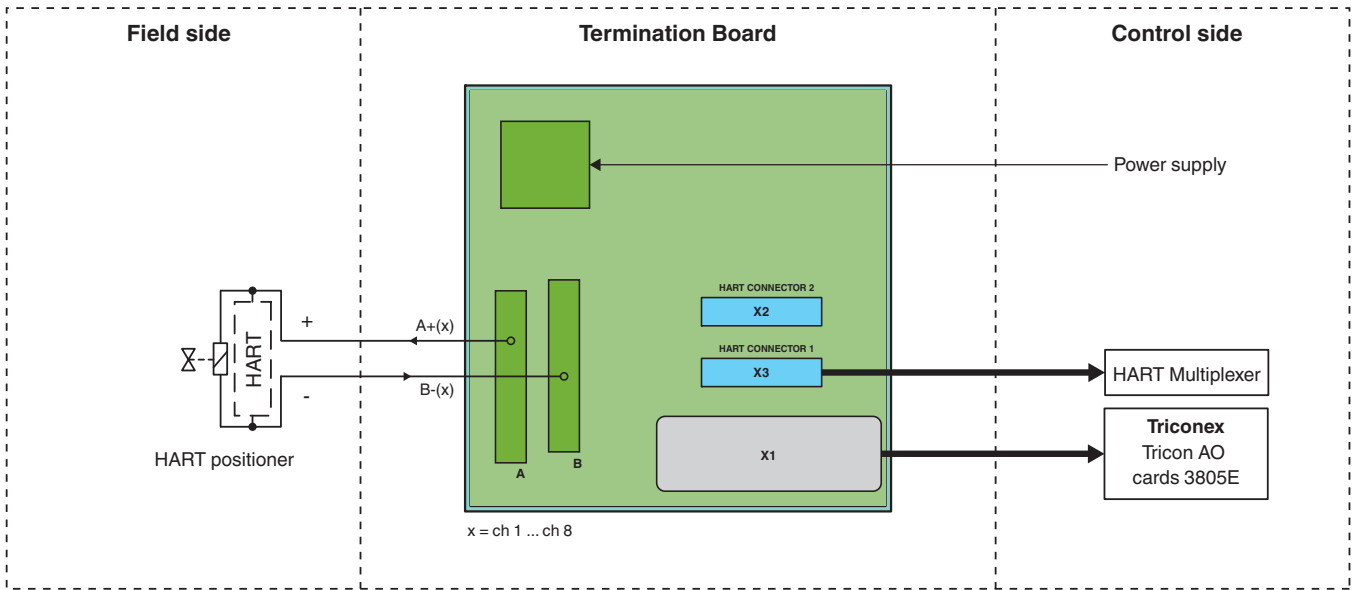 Field side
Termination Board
Control side
Power supply
HART CONNECTOR 2
X2
HART CONNECTOR 1
X3
HART Multiplexer
+
A+(x)
HART
B-(x)
-
HART positioner
A
B
X1
Triconex
Tricon AO
cards 3805E
x = ch 1 ... ch 8